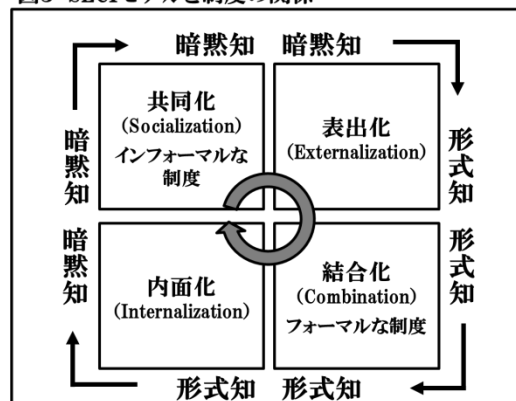 図3 SECIモデルと制度の関係
暗黙知 暗黙知
共同化
(Socialization)
インフォーマルな
制度
表出化
(Externalization)
暗黙知
形式知
暗黙知
形式知
内面化
(Internalization)
結合化
(Combination)
フォーマルな制度
形式知 形式知